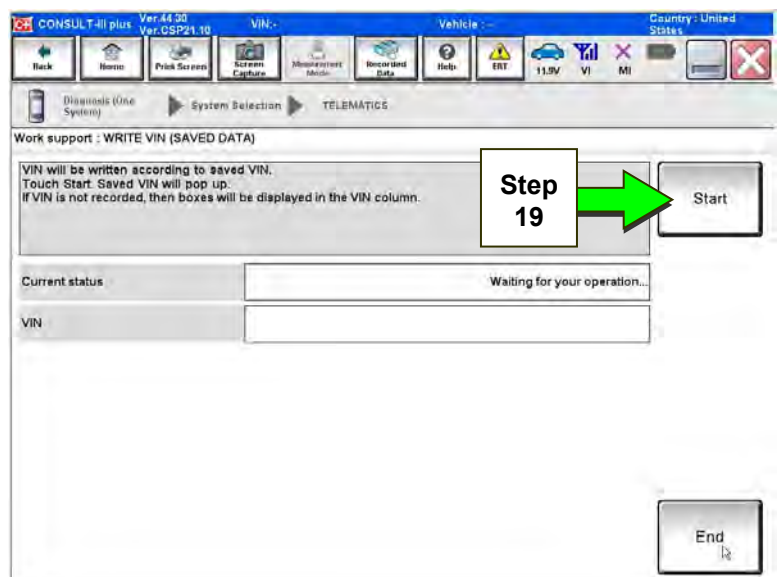 C+ CONSULT-III plus Ver.44.30 VIN:- Vehicle : - Country : United
Ver.CSP21.10 States
Back Home Print Screen Screen Capture Measurement Mode Recorded Data Help ERT 11.9V VI MI
Diagnosis (One System) System Selection TELEMATICS
Work support : WRITE VIN (SAVED DATA)
VIN will be written according to saved VIN.
Touch Start. Saved VIN will pop up.
If VIN is not recorded, then boxes will be displayed in the VIN column.
Step
19
Start
Current status Waiting for your operation...
VIN
End